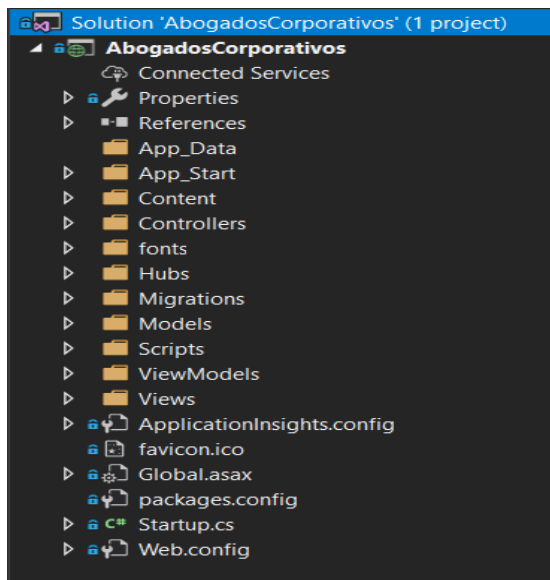 Solution 'AbogadosCorporativos' (1 project)
AbogadosCorporativos
Connected Services
Properties
References
App_Data
App_Start
Content
Controllers
fonts
Hubs
Migrations
Models
Scripts
ViewModels
Views
ApplicationInsights.config
favicon.ico
Global.asax
packages.config
C# Startup.cs
Web.config